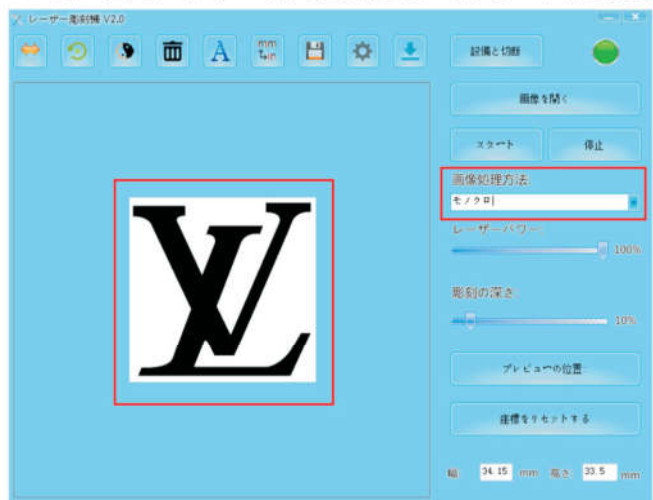 レーザー彫刻機 V2.0
A mm in 設備と切断
画像を開く
スタート 停止
画像処理方法:
モノクロ
レーザーパワー:
100%
彫刻の深さ:
10%
プレビューの位置
座標をリセットする
LV
幅: 34.15 mm 高さ: 33.5 mm